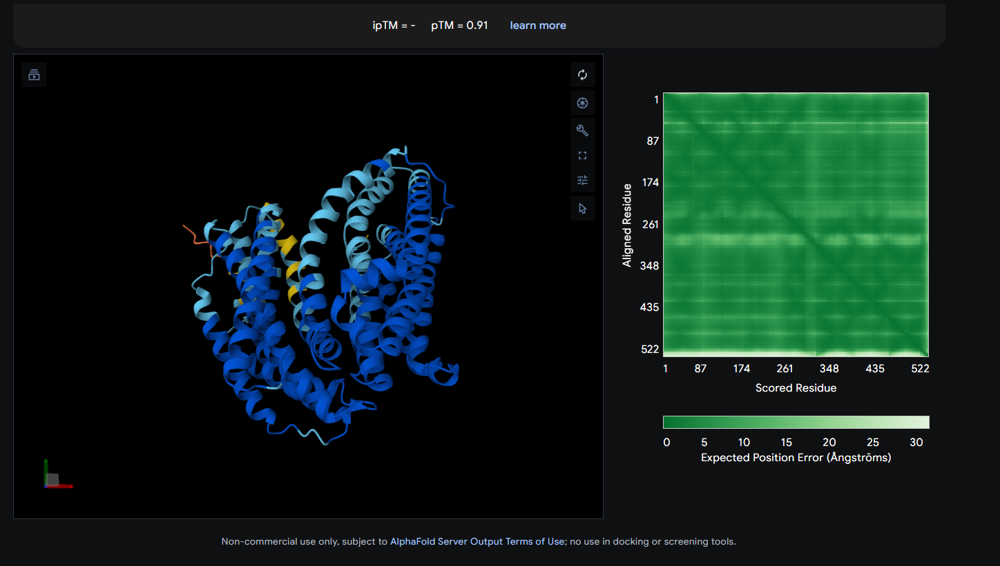 ipTM = - pTM = 0.91 learn more
1
87
174
261
348
435
522
Aligned Residue
1 87 174 261 348 435 522
Scored Residue
0 5 10 15 20 25 30
Expected Position Error (Ångströms)
Non-commercial use only, subject to AlphaFold Server Output Terms of Use; no use in docking or screening tools.